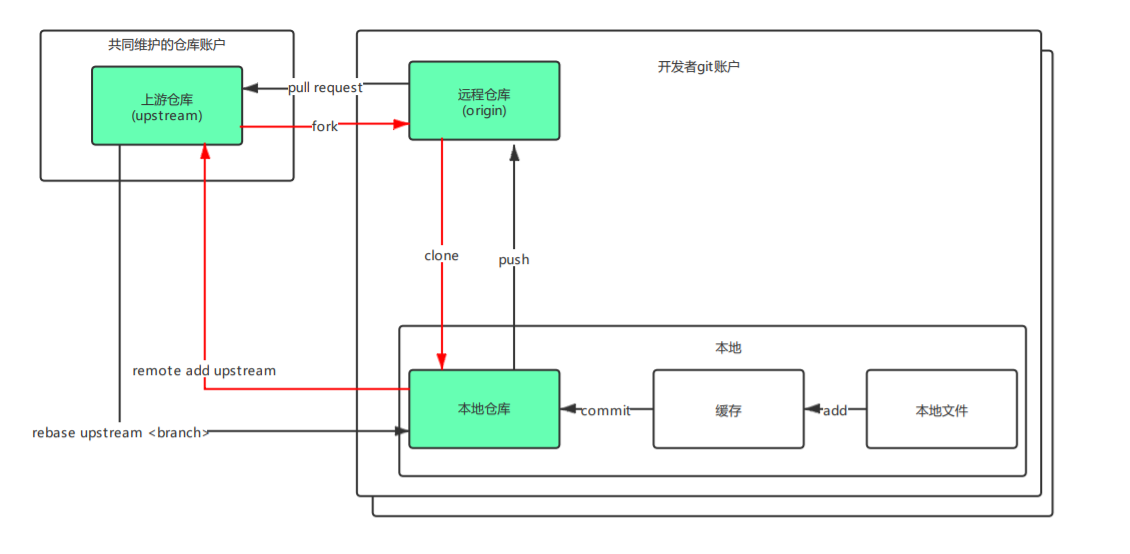 共同维护的仓库账户
开发者git账户
上游仓库
(upstream)
pull request
远程仓库
(origin)
fork
clone
push
本地
remote add upstream
本地仓库
commit
缓存
add
本地文件
rebase upstream <branch>